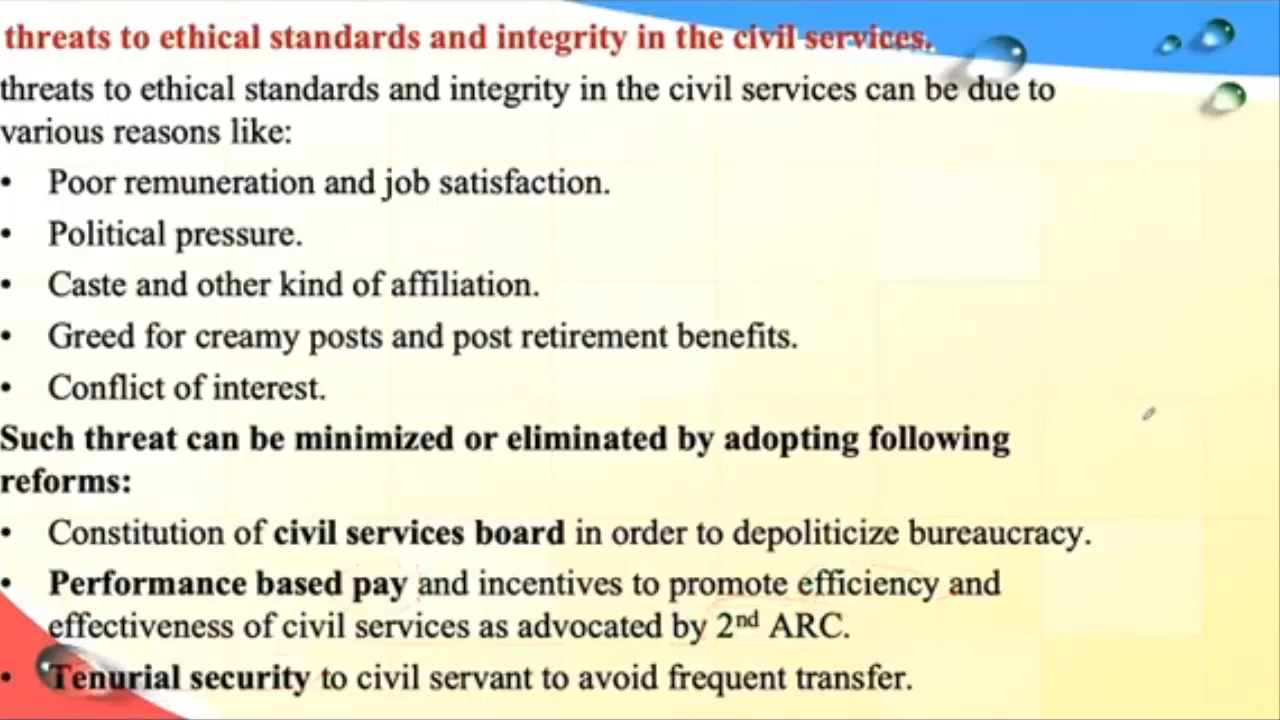 threats to ethical standards and integrity in the civil services.
threats to ethical standards and integrity in the civil services can be due to
various reasons like:
• Poor remuneration and job satisfaction.
• Political pressure.
• Caste and other kind of affiliation.
• Greed for creamy posts and post retirement benefits.
• Conflict of interest.
Such threat can be minimized or eliminated by adopting following
reforms:
• Constitution of civil services board in order to depoliticize bureaucracy.
• Performance based pay and incentives to promote efficiency and
effectiveness of civil services as advocated by 2nd ARC.
• Tenurial security to civil servant to avoid frequent transfer.